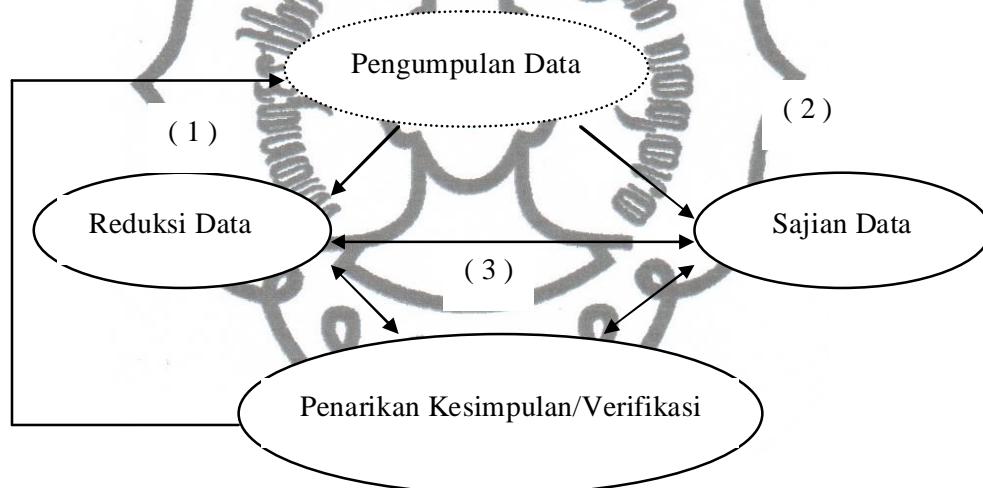 Pengumpulan Data
( 1 )
( 2 )
Reduksi Data
Sajian Data
( 3 )
Penarikan Kesimpulan/Verifikasi